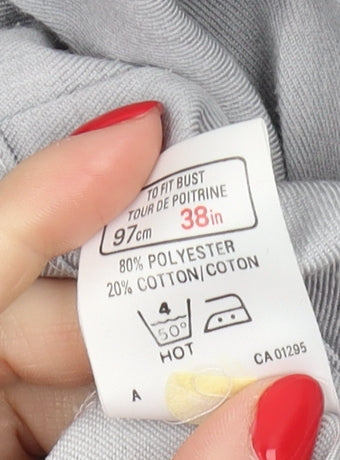 TO FIT BUST
TOUR DE POITRINE
97cm 38in
80% POLYESTER
20% COTTON/COTON
4
50°
HOT
CA 01295
A